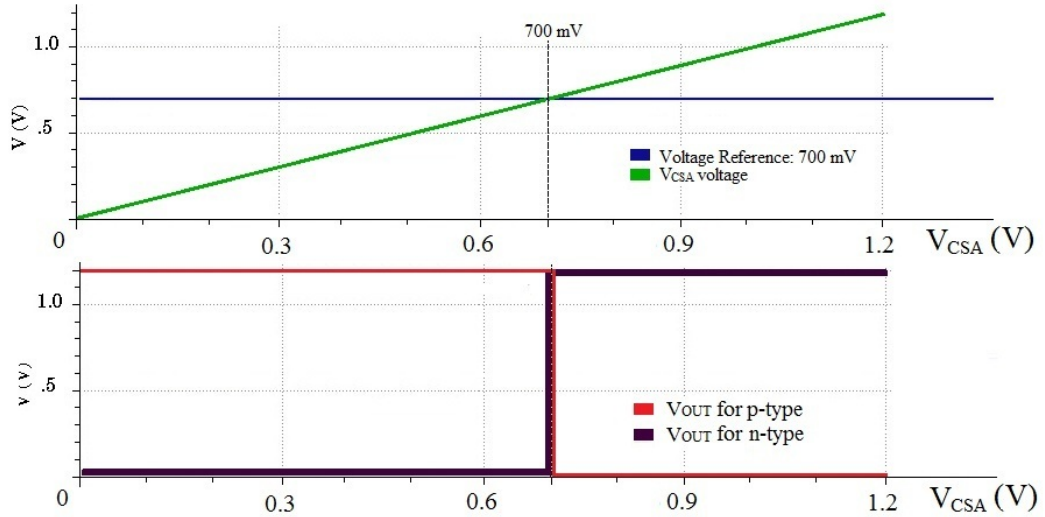 700 mV
1.0
.5
V (V)
Voltage Reference: 700 mV
VCSA voltage
0
0.3
0.6
0.9
1.2
VCSA (V)
1.0
.5
V (V)
VOUT for p-type
VOUT for n-type
0
0.3
0.6
0.9
1.2
VCSA (V)